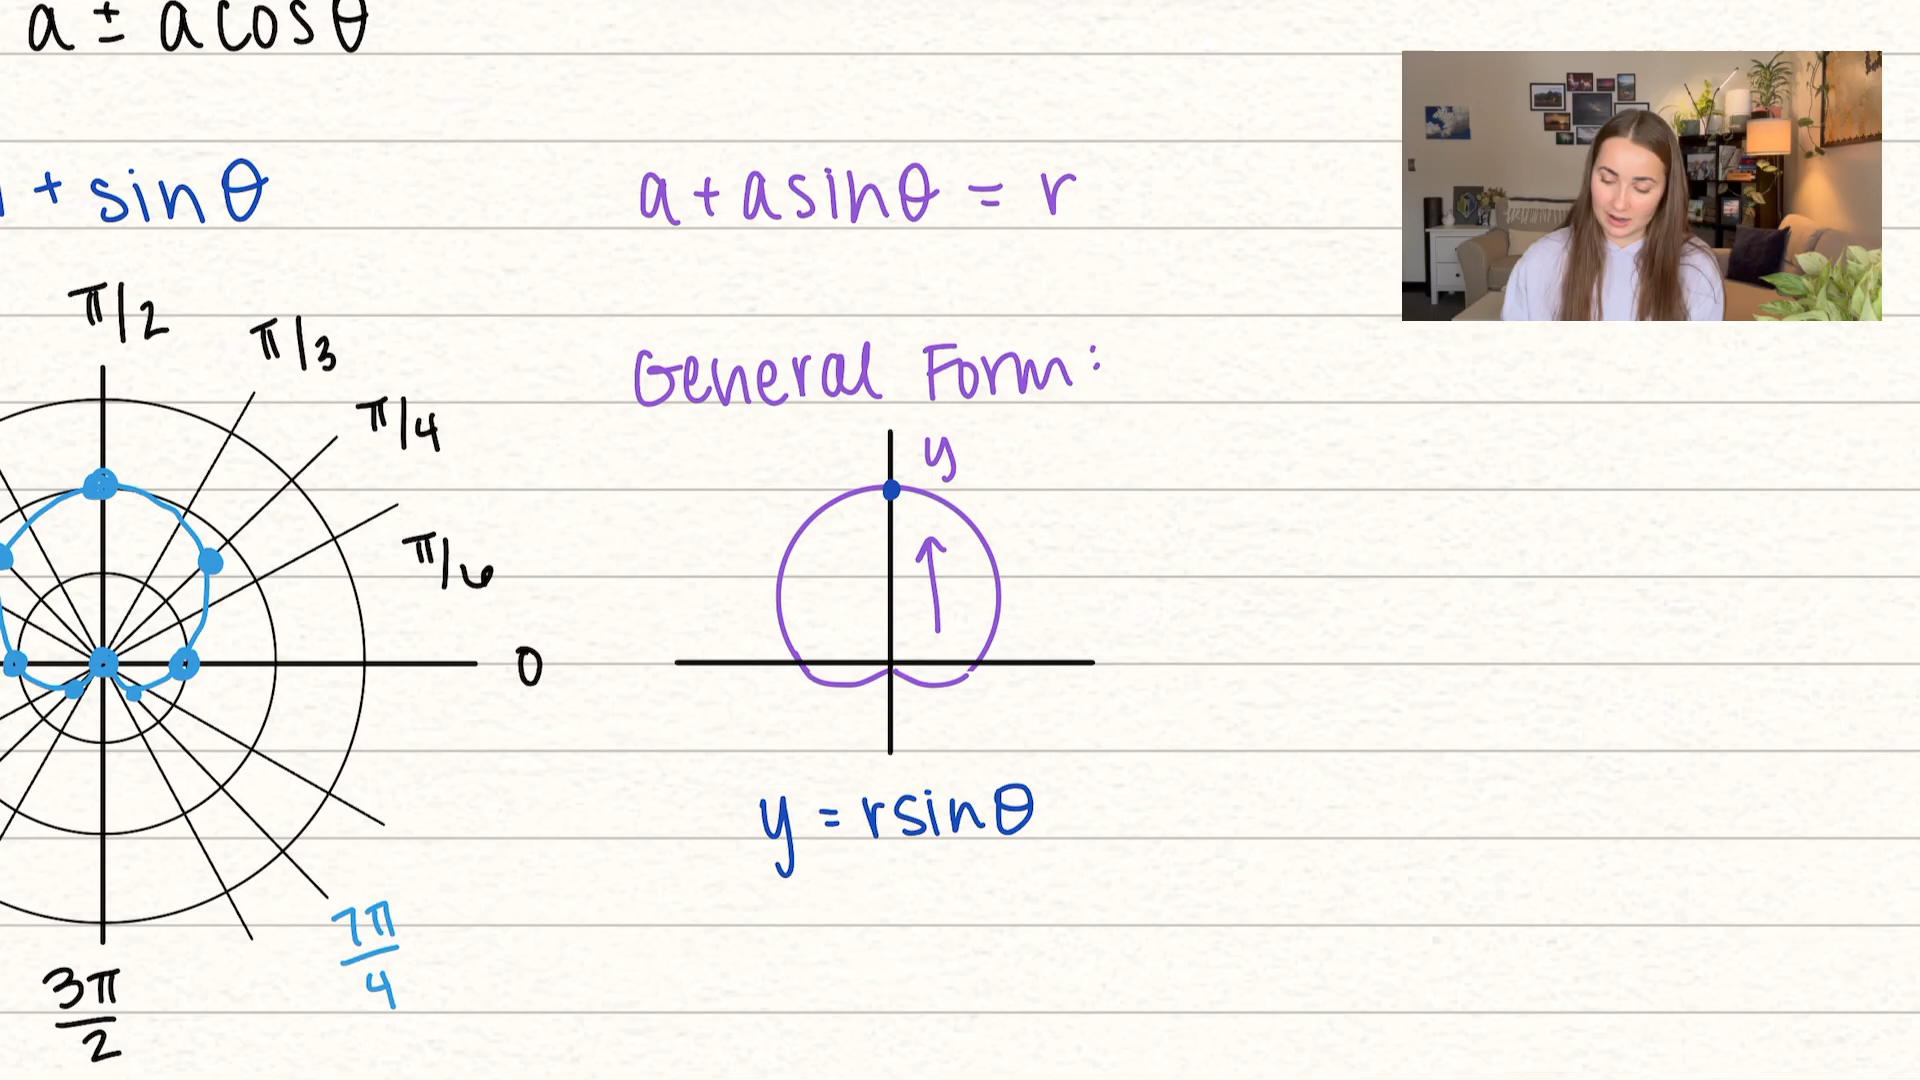 a ± a cos θ
+ sin θ
a + a sin θ = r
π/2
π/3
General Form:
π/4
y
π/6
0
y = r sin θ
7π/4
3π/2